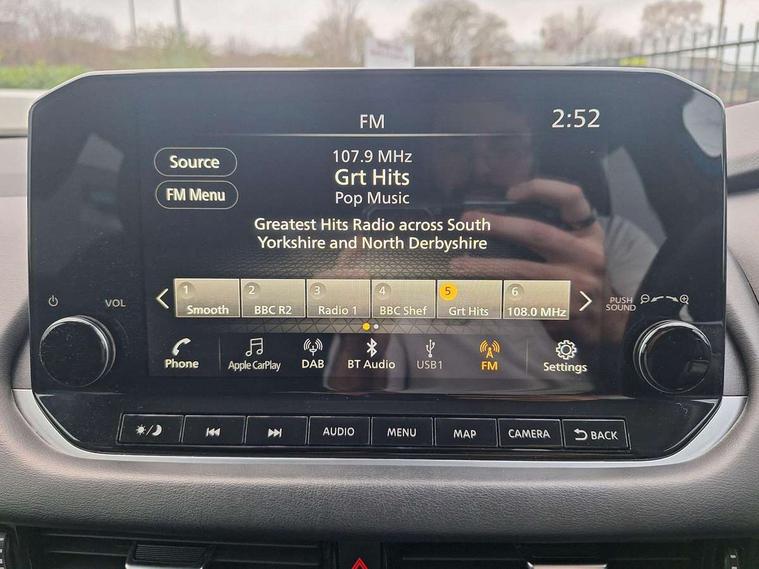 FM
2:52
Source
107.9 MHz
Grt Hits
FM Menu
Pop Music
Greatest Hits Radio across South
Yorkshire and North Derbyshire
1
2
3
4
5
6
Smooth
BBC R2
Radio 1
BBC Shef
Grt Hits
108.0 MHz
VOL
PUSH
SOUND
Phone
Apple CarPlay
DAB
BT Audio
USB1
FM
Settings
AUDIO
MENU
MAP
CAMERA
BACK